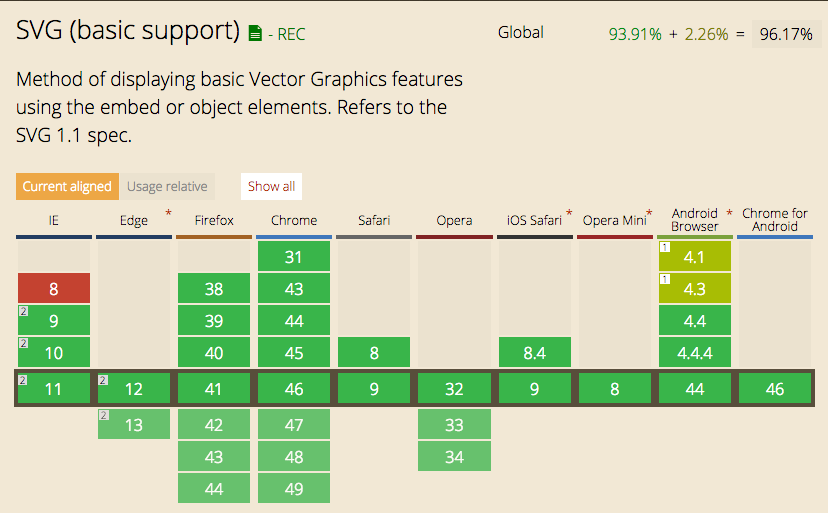 SVG (basic support) - REC Global 93.91% + 2.26% = 96.17%
Method of displaying basic Vector Graphics features
using the embed or object elements. Refers to the
SVG 1.1 spec.
Current aligned Usage relative Show all
IE Edge * Firefox Chrome Safari Opera iOS Safari * Opera Mini * Android Browser * Chrome for Android
31 1 4.1
8 38 43 1 4.3
2 9 39 44 4.4
2 10 40 45 8 8.4 4.4.4
2 11 2 12 41 46 9 32 9 8 44 46
2 13 42 47 33
43 48 34
44 49